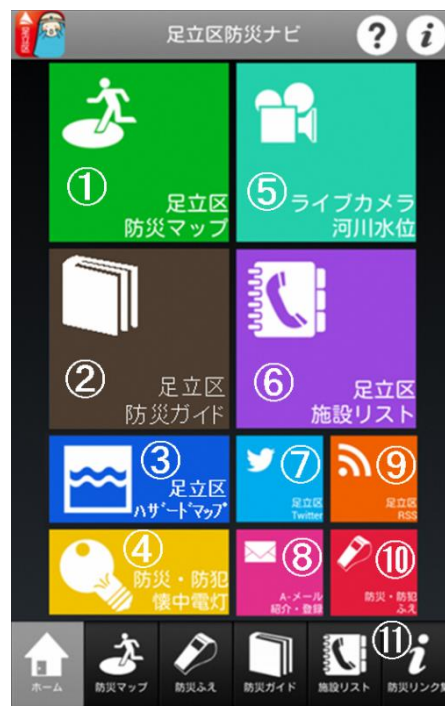 足立区防災ナビ
?
i
①
足立区
防災マップ
⑤
ライブカメラ
河川水位
②
足立区
防災ガイド
⑥
足立区
施設リスト
③
足立区
ハザードマップ
⑦
足立区
Twitter
⑨
足立区
RSS
④
防災・防犯
懐中電灯
⑧
A-メール
紹介・登録
⑩
防災・防犯
ふえ
⑪
ホーム
防災マップ
防災ふえ
防災ガイド
施設リスト
防災リンク